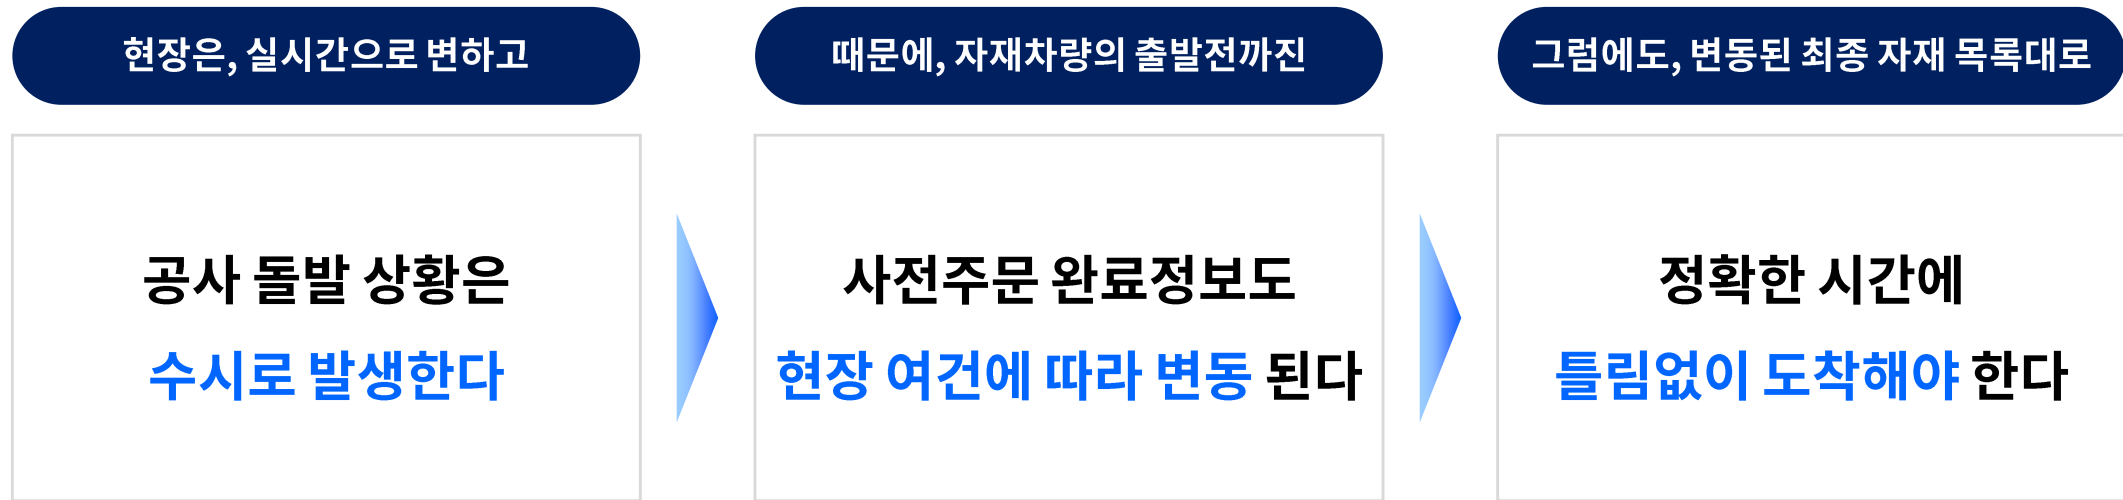 현장은, 실시간으로 변하고
공사 돌발 상황은
수시로 발생한다
때문에, 자재차량의 출발전까진
사전주문 완료정보도
현장 여건에 따라 변동 된다
그럼에도, 변동된 최종 자재 목록대로
정확한 시간에
틀림없이 도착해야 한다